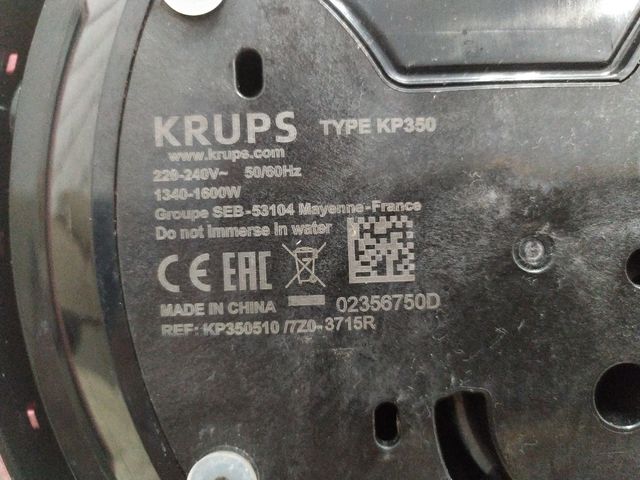 KRUPS TYPE KP350
www.krups.com
220-240V~ 50/60Hz
1340-1600W
Groupe SEB-53104 Mayenne-France
Do not immerse in water
CE EAC
MADE IN CHINA 02356750D
REF: KP350510 /7Z0-3715R